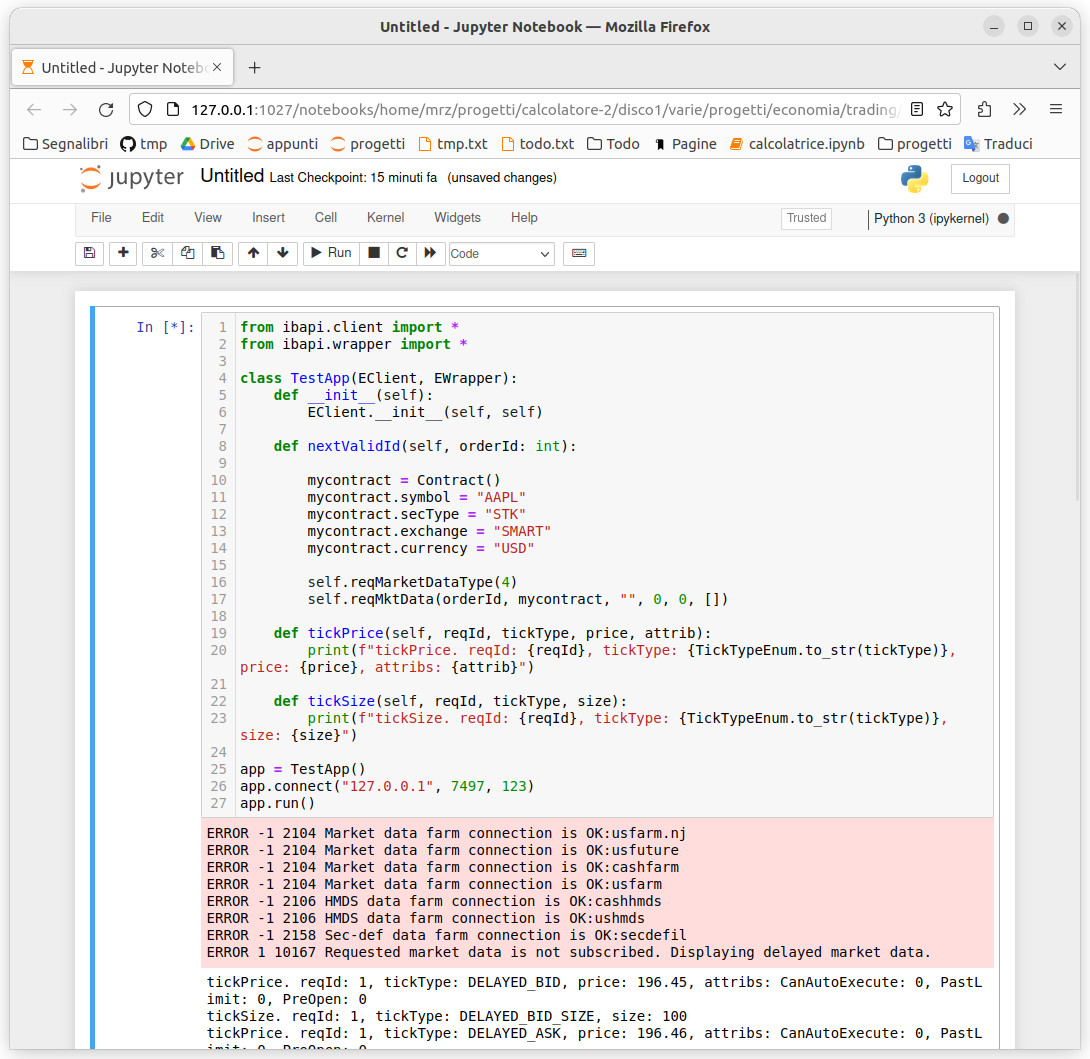 Untitled - Jupyter Notebook — Mozilla Firefox
Untitled - Jupyter Noteb
127.0.0.1:1027/notebooks/home/mrz/progetti/calcolatore-2/disco1/varie/progetti/economia/trading/
Segnalibri tmp Drive appunti progetti tmp.txt todo.txt Todo Pagine calcolatrice.ipynb progetti Traduci
jupyter Untitled Last Checkpoint: 15 minuti fa (unsaved changes) Logout
File Edit View Insert Cell Kernel Widgets Help Trusted Python 3 (ipykernel)
Run Code
In [*]:
1 from ibapi.client import *
2 from ibapi.wrapper import *
3
4 class TestApp(EClient, EWrapper):
5     def __init__(self):
6         EClient.__init__(self, self)
7
8     def nextValidId(self, orderId: int):
9
10         mycontract = Contract()
11         mycontract.symbol = "AAPL"
12         mycontract.secType = "STK"
13         mycontract.exchange = "SMART"
14         mycontract.currency = "USD"
15
16         self.reqMarketDataType(4)
17         self.reqMktData(orderId, mycontract, "", 0, 0, [])
18
19     def tickPrice(self, reqId, tickType, price, attrib):
20         print(f"tickPrice. reqId: {reqId}, tickType: {TickTypeEnum.to_str(tickType)},
price: {price}, attribs: {attrib}")
21
22     def tickSize(self, reqId, tickType, size):
23         print(f"tickSize. reqId: {reqId}, tickType: {TickTypeEnum.to_str(tickType)},
size: {size}")
24
25 app = TestApp()
26 app.connect("127.0.0.1", 7497, 123)
27 app.run()
ERROR -1 2104 Market data farm connection is OK:usfarm.nj
ERROR -1 2104 Market data farm connection is OK:usfuture
ERROR -1 2104 Market data farm connection is OK:cashfarm
ERROR -1 2104 Market data farm connection is OK:usfarm
ERROR -1 2106 HMDS data farm connection is OK:cashhmds
ERROR -1 2106 HMDS data farm connection is OK:ushmds
ERROR -1 2158 Sec-def data farm connection is OK:secdefil
ERROR 1 10167 Requested market data is not subscribed. Displaying delayed market data.
tickPrice. reqId: 1, tickType: DELAYED_BID, price: 196.45, attribs: CanAutoExecute: 0, PastL
imit: 0, PreOpen: 0
tickSize. reqId: 1, tickType: DELAYED_BID_SIZE, size: 100
tickPrice. reqId: 1, tickType: DELAYED_ASK, price: 196.46, attribs: CanAutoExecute: 0, PastL
imit: 0, PreOpen: 0